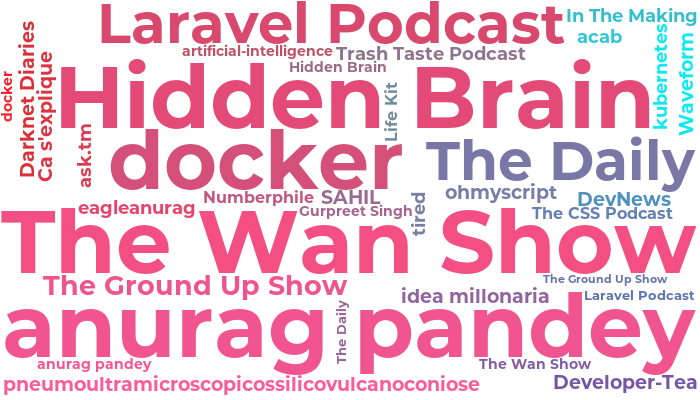 Laravel Podcast
In The Making
acab
artificial-intelligence
Trash Taste Podcast
Hidden Brain
kubernetes
Waveform
docker
Darknet Diaries
Ca s'explique
Hidden Brain
Life Kit
ask.tm
docker
The Daily
ohmyscript
Numberphile
SAHIL
DevNews
eagleanurag
Gurpreet Singh
tired
The CSS Podcast
The Wan Show
The Ground Up Show
The Ground Up Show
idea millonaria
Laravel Podcast
anurag pandey
The Daily
anurag pandey
The Wan Show
pneumoultramicroscopicossilicovulcanoconiose
Developer-Tea